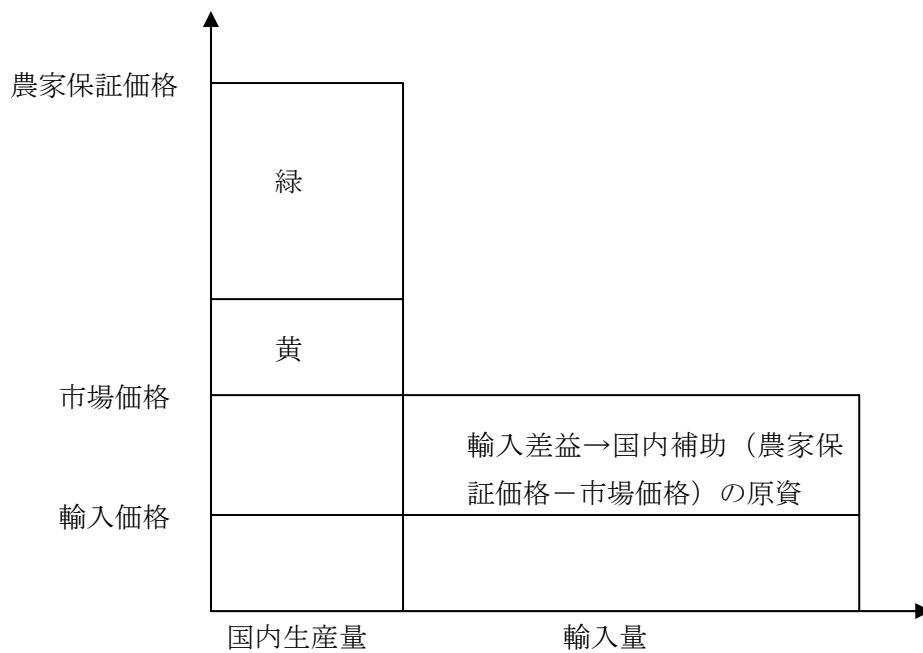 農家保証価格
緑
黄
市場価格
輸入差益→国内補助（農家保
証価格－市場価格）の原資
輸入価格
国内生産量
輸入量